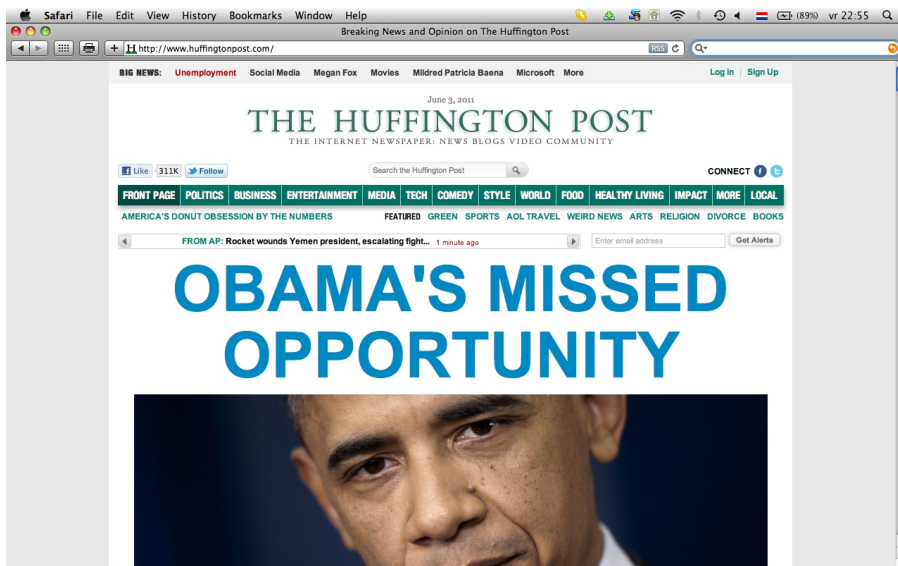 Safari File Edit View History Bookmarks Window Help (89%) vr 22:55
Breaking News and Opinion on The Huffington Post
http://www.huffingtonpost.com/ RSS
BIG NEWS: Unemployment Social Media Megan Fox Movies Mildred Patricia Baena Microsoft More Log in | Sign Up
June 3, 2011
THE HUFFINGTON POST
THE INTERNET NEWSPAPER: NEWS BLOGS VIDEO COMMUNITY
Like 311K Follow Search the Huffington Post CONNECT
FRONT PAGE POLITICS BUSINESS ENTERTAINMENT MEDIA TECH COMEDY STYLE WORLD FOOD HEALTHY LIVING IMPACT MORE LOCAL
AMERICA'S DONUT OBSESSION BY THE NUMBERS FEATURED GREEN SPORTS AOL TRAVEL WEIRD NEWS ARTS RELIGION DIVORCE BOOKS
FROM AP: Rocket wounds Yemen president, escalating fight... 1 minute ago Enter email address Get Alerts
OBAMA'S MISSED
OPPORTUNITY